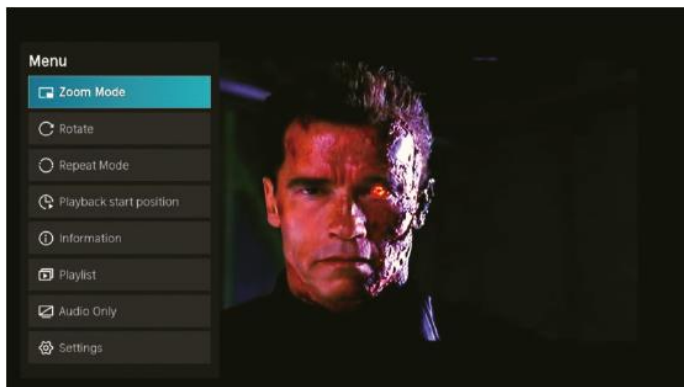 Menu
Zoom Mode
Rotate
Repeat Mode
Playback start position
Information
Playlist
Audio Only
Settings